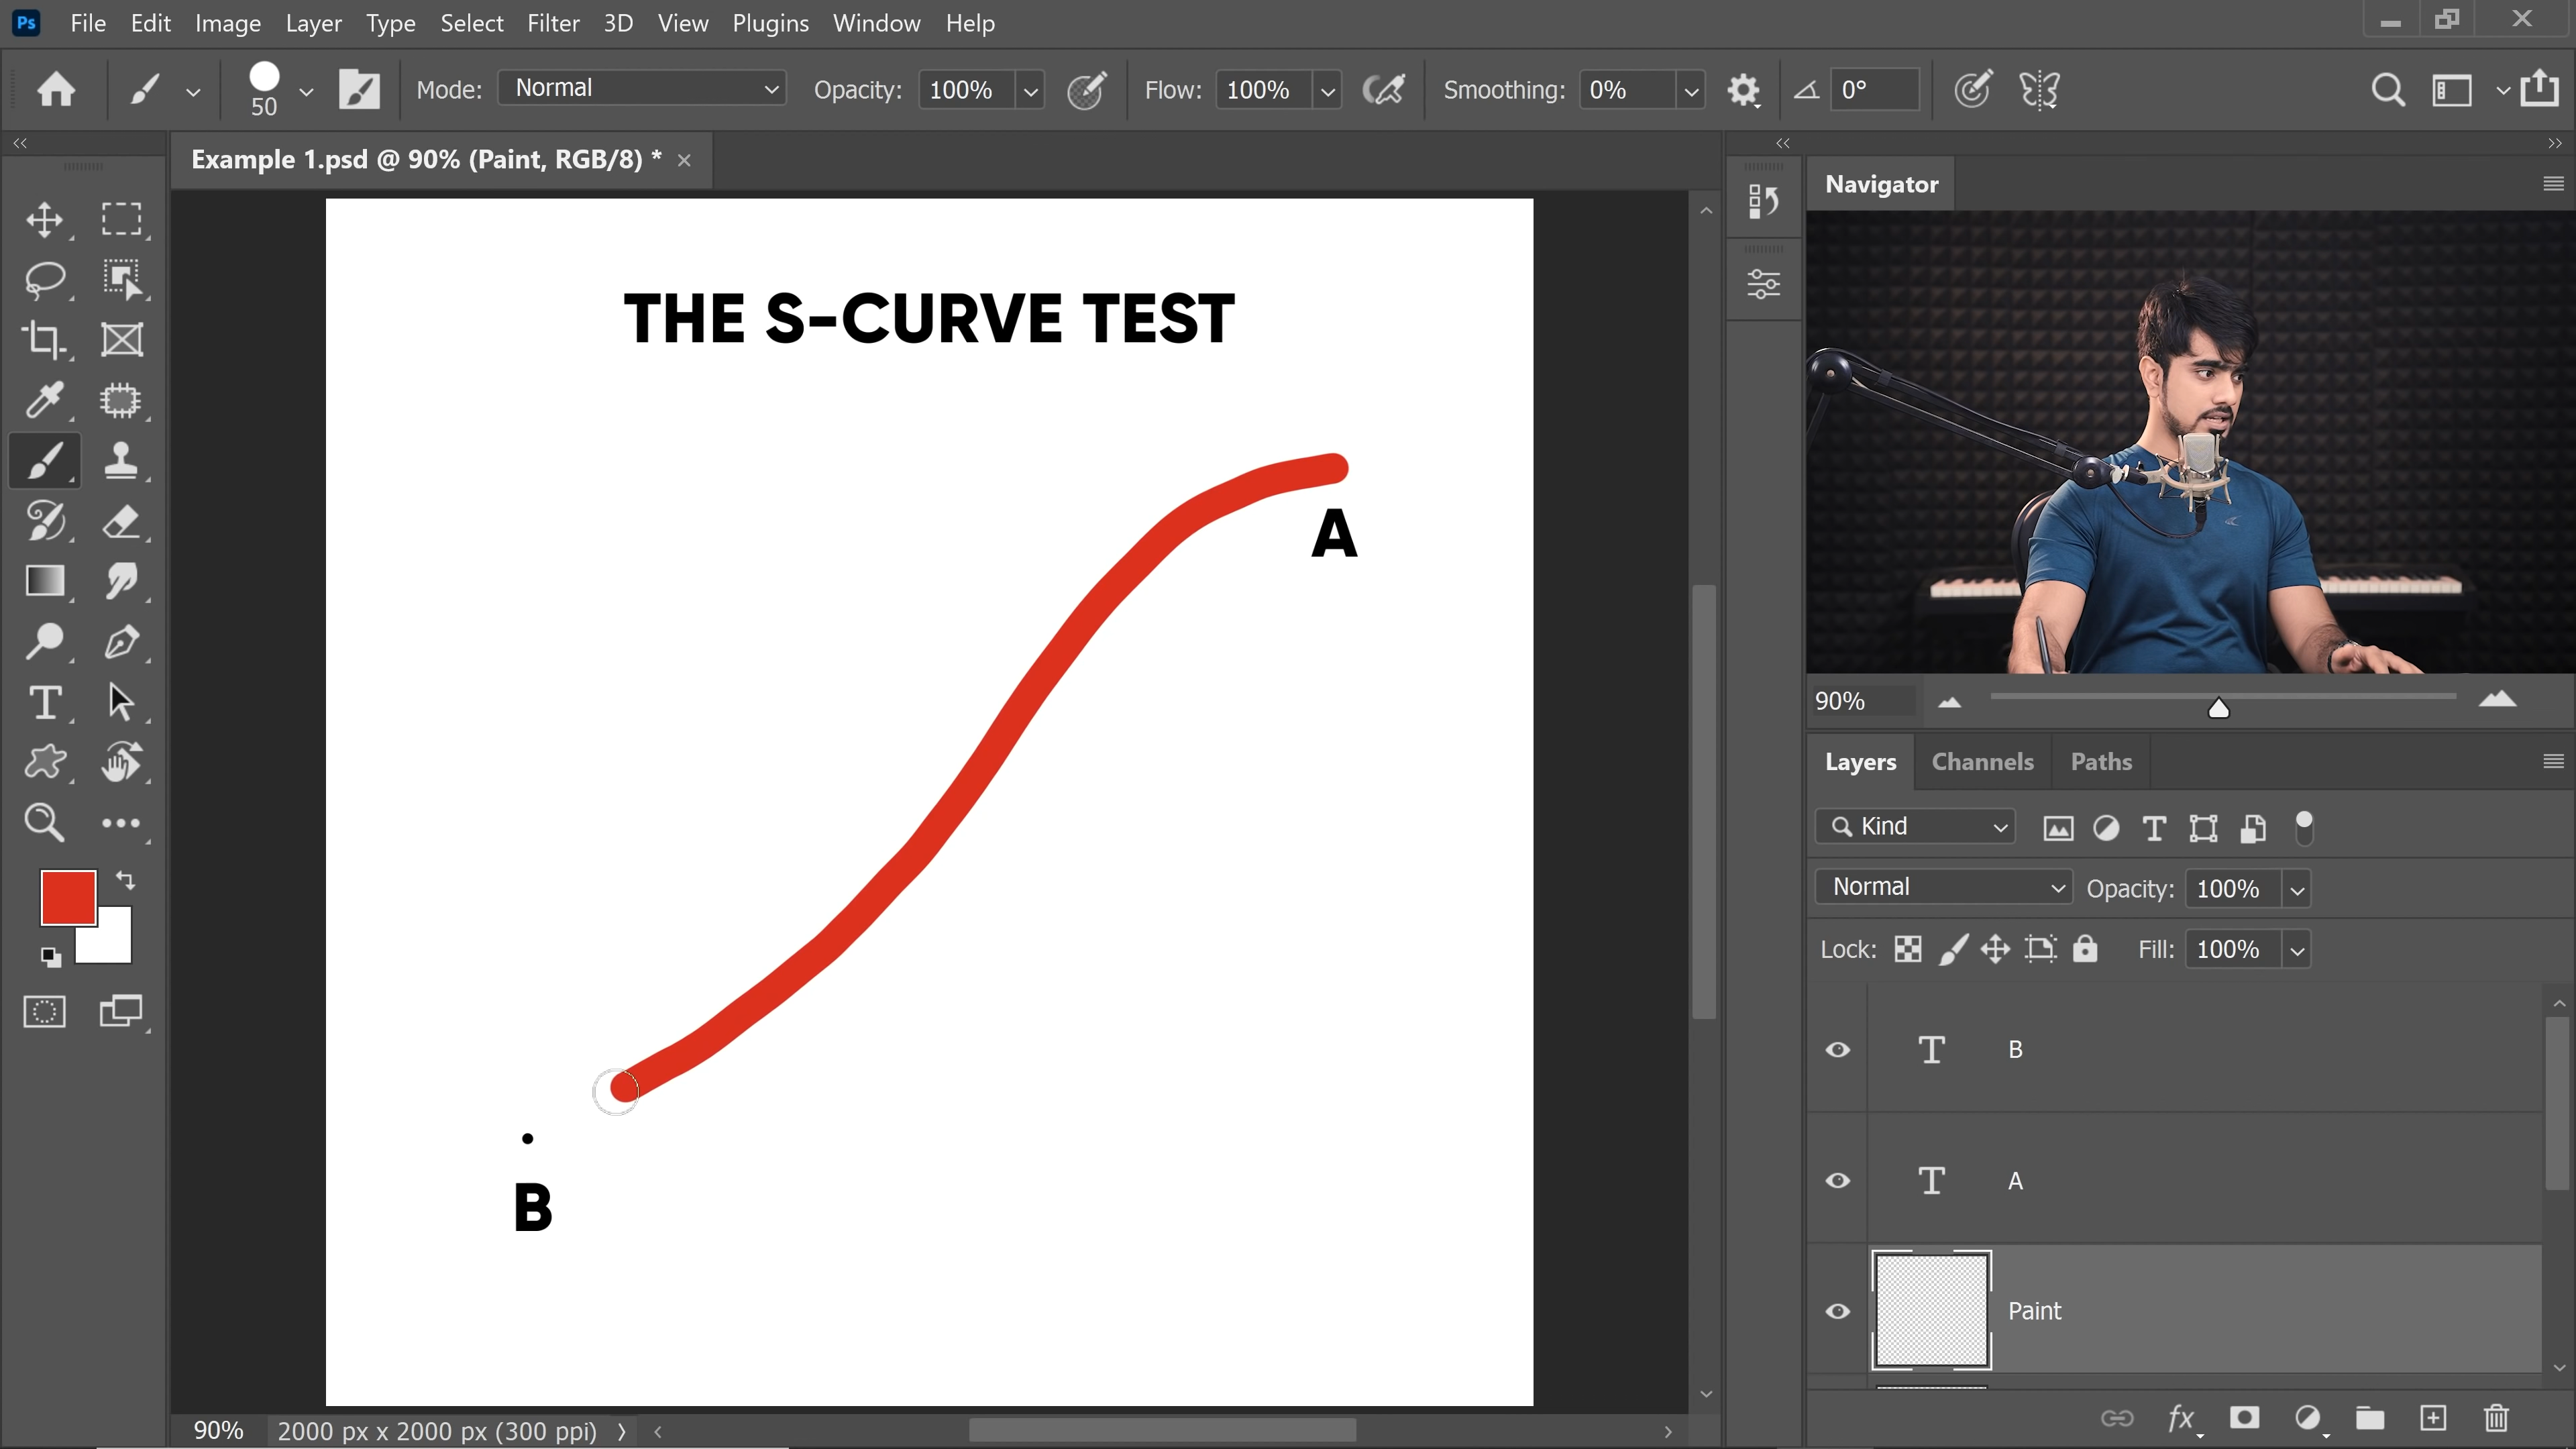 Ps File Edit Image Layer Type Select Filter 3D View Plugins Window Help
50 Mode: Normal Opacity: 100% Flow: 100% Smoothing: 0% 0°
Example 1.psd @ 90% (Paint, RGB/8) *
Navigator
THE S-CURVE TEST
A
B
90%
Layers Channels Paths
Kind
Normal Opacity: 100%
Lock: Fill: 100%
B
A
Paint
fx
90% 2000 px x 2000 px (300 ppi)